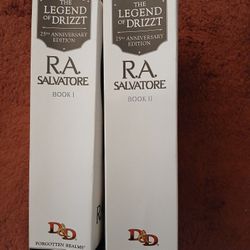 THE
LEGEND
OF DRIZZT
25TH ANNIVERSARY
EDITION
R.A.
SALVATORE
BOOK I
D&D
FORGOTTEN REALMS
THE
LEGEND
OF DRIZZT
25TH ANNIVERSARY
EDITION
R.A.
SALVATORE
BOOK II
D&D